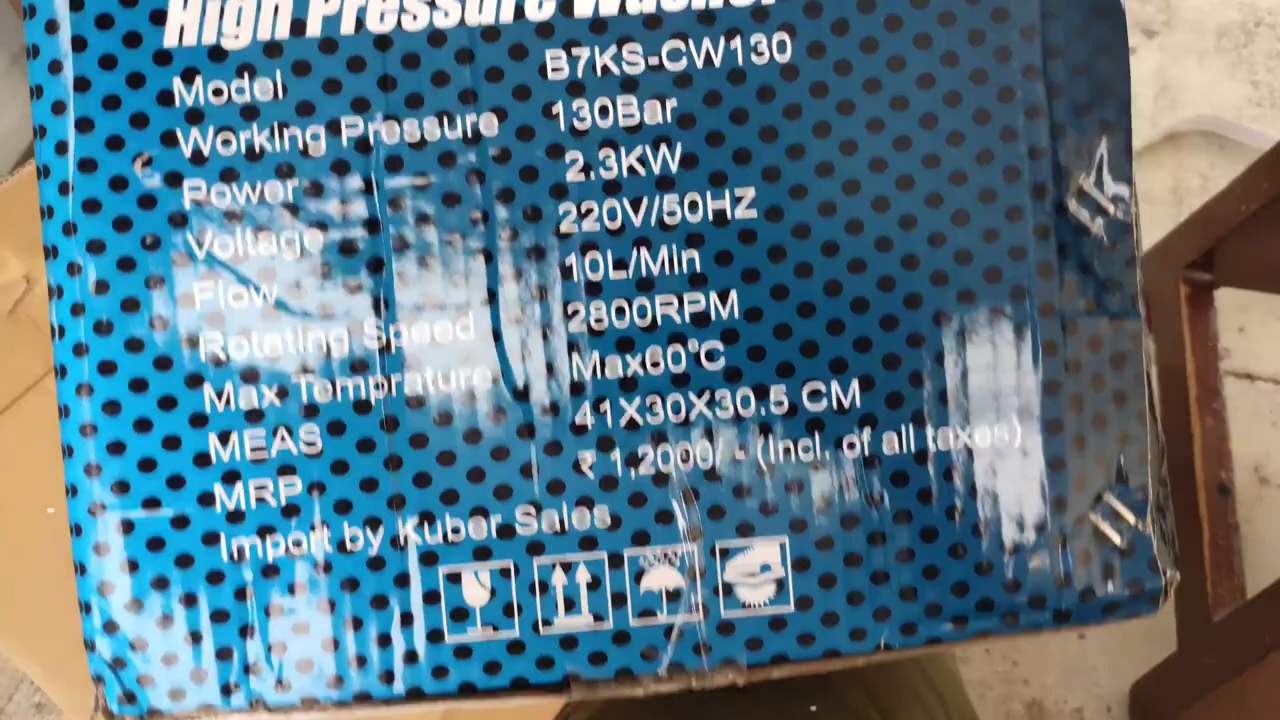 High Pressure Washer
Model B7KS-CW130
Working Pressure 130Bar
Power 2.3KW
Voltage 220V/50HZ
Flow 10L/Min
Rotating Speed 2800RPM
Max Temprature Max60°C
MEAS 41X30X30.5 CM
MRP ₹ 1,2000/- (Incl. of all taxes)
Import by Kuber Sales